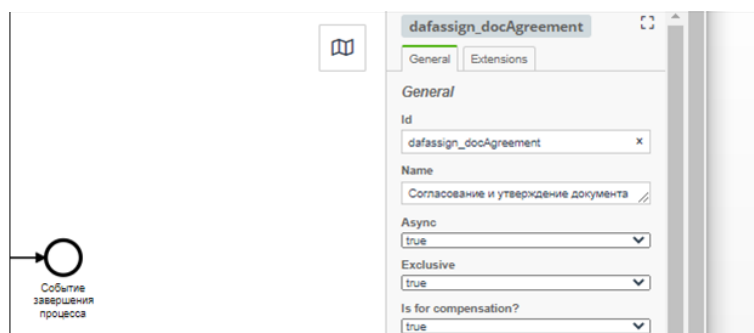 dafassign_docAgreement
General
Extensions
General
Id
dafassign_docAgreement
x
Name
Согласование и утверждение документа
Async
true
Exclusive
true
Is for compensation?
true
Событие
завершения
процесса